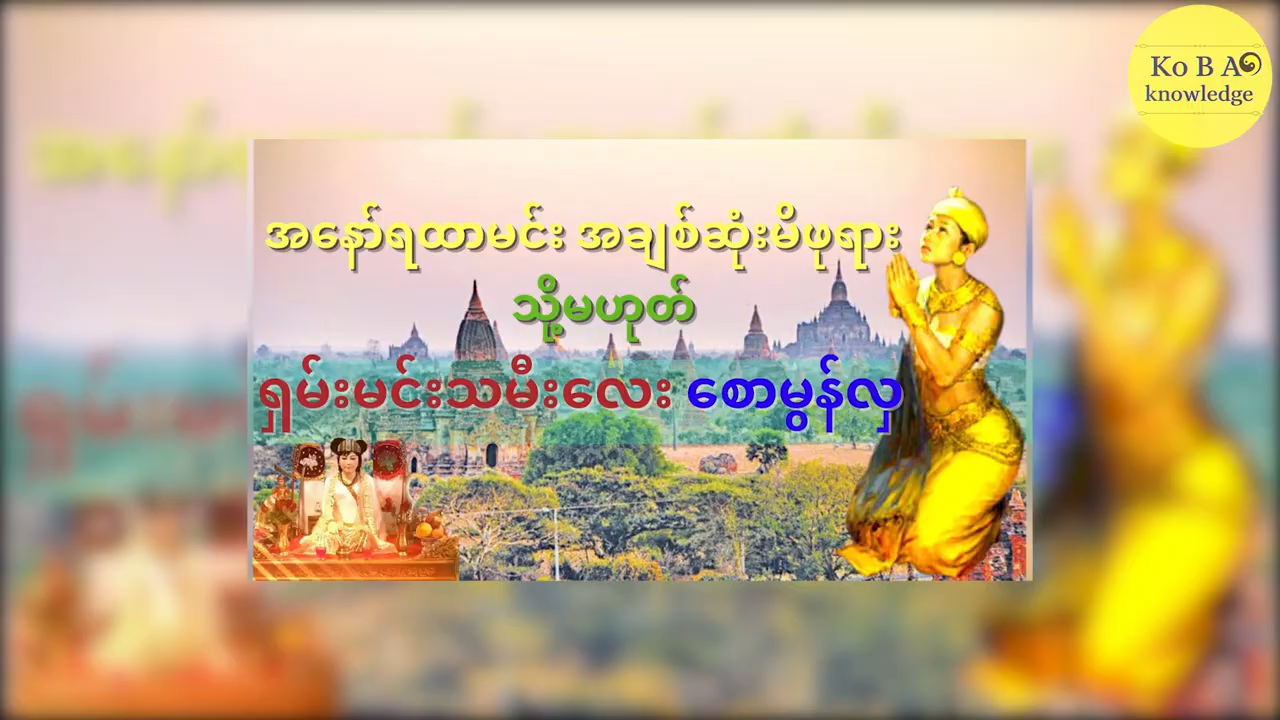 Ko B A
knowledge
အနော်ရထာမင်း အချစ်ဆုံးမိဖုရား
သို့မဟုတ်
ရှမ်းမင်းသမီးလေး စောမွန်လှ